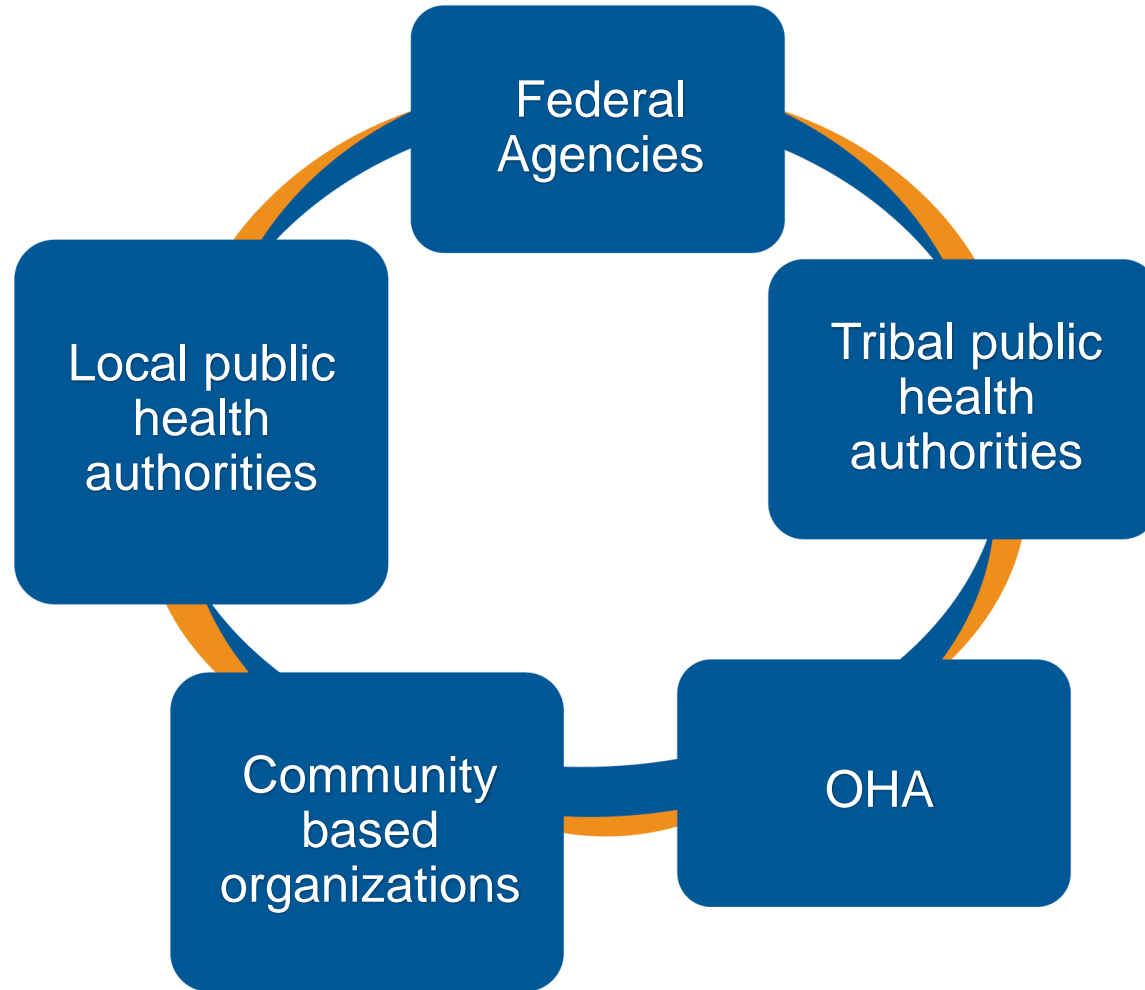 Federal
Agencies
Local public
health
authorities
Tribal public
health
authorities
Community
based
organizations
OHA